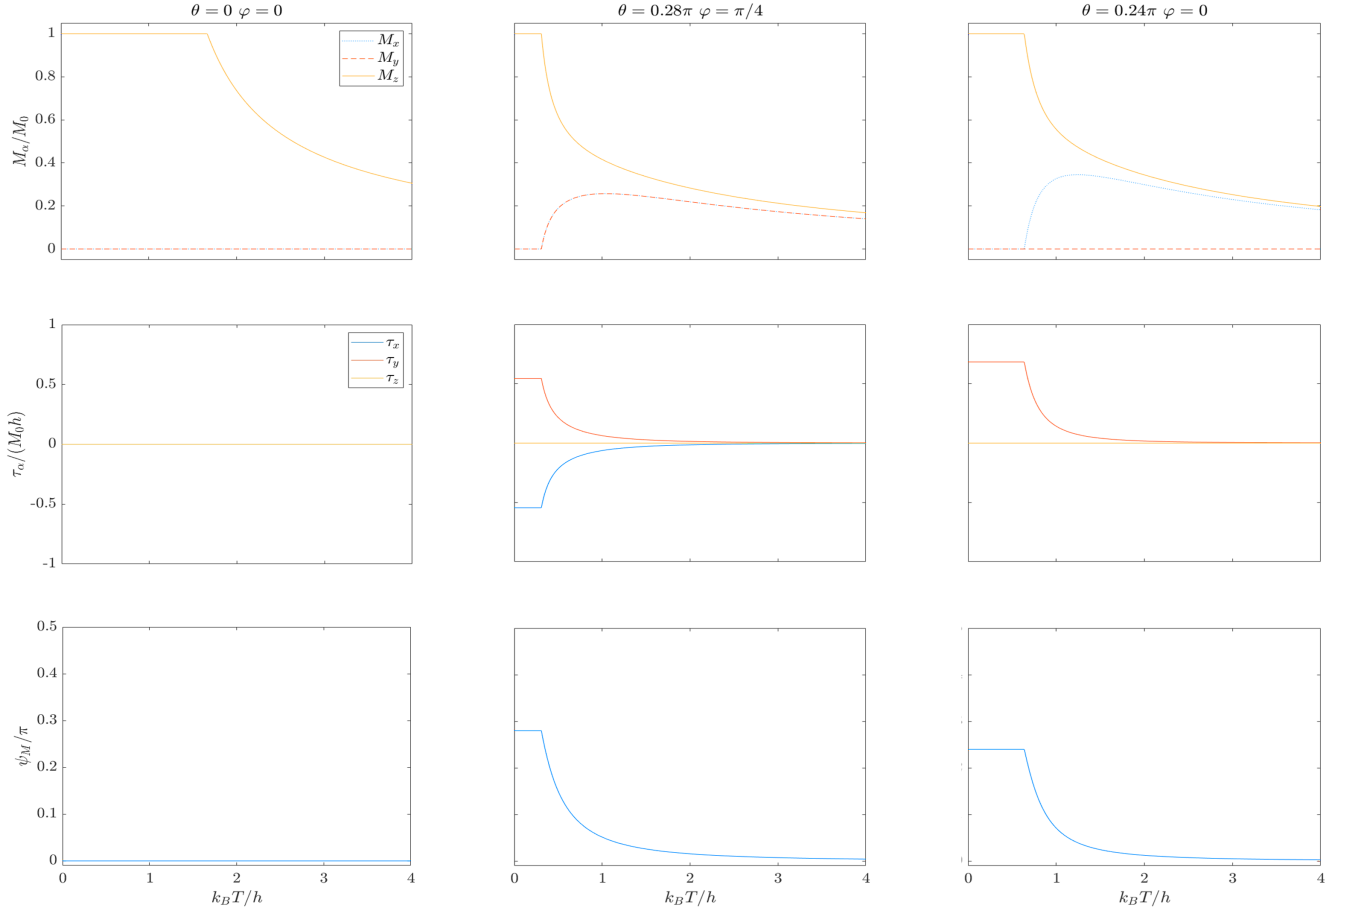 θ = 0 φ = 0
θ = 0.28π φ = π/4
θ = 0.24π φ = 0
1
0.8
0.6
0.4
0.2
0
M_α/M_0
M_x
M_y
M_z
1
0.5
0
-0.5
-1
τ_α/(M_0h)
τ_x
τ_y
τ_z
0.5
0.4
0.3
0.2
0.1
0
ψ_M/π
0 1 2 3 4
0 1 2 3 4
0 1 2 3 4
k_BT/h
k_BT/h
k_BT/h